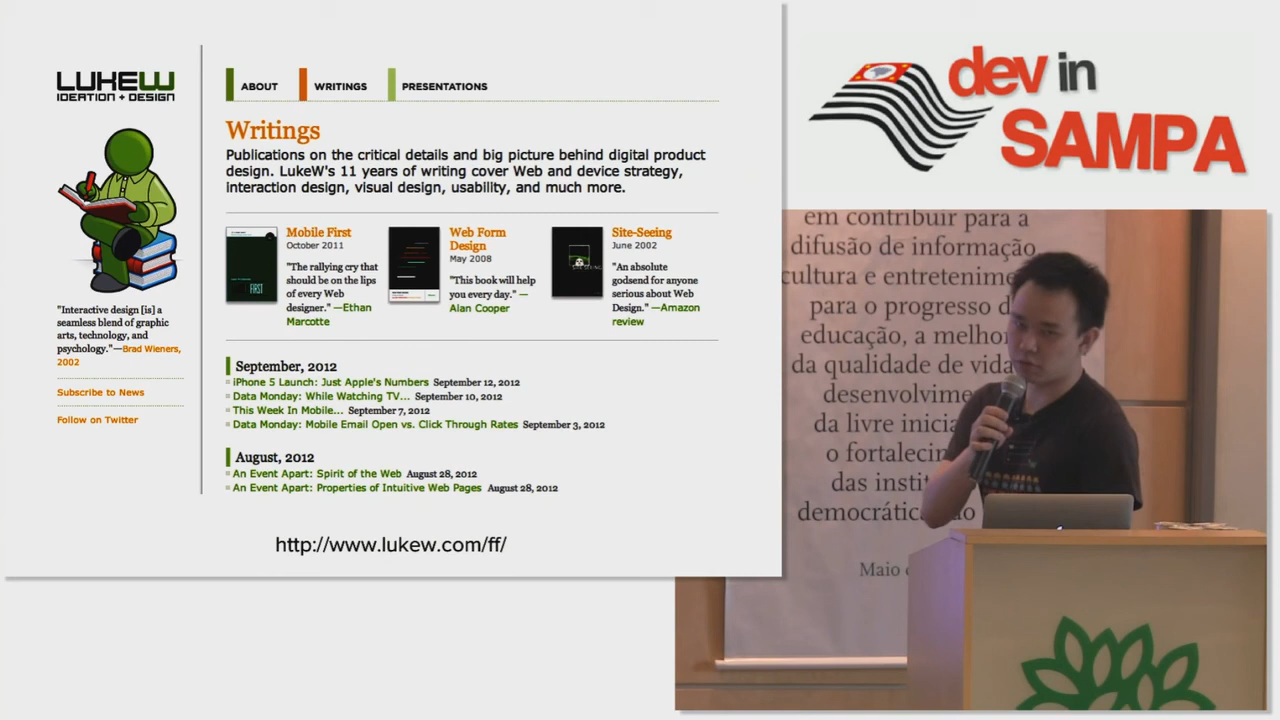 LUKEW
IDEATION + DESIGN
"Interactive design [is] a
seamless blend of graphic
arts, technology, and
psychology."—Brad Wieners,
2002
Subscribe to News
Follow on Twitter
ABOUT
WRITINGS
PRESENTATIONS
Writings
Publications on the critical details and big picture behind digital product
design. LukeW's 11 years of writing cover Web and device strategy,
interaction design, visual design, usability, and much more.
Mobile First
October 2011
"The rallying cry that
should be on the lips
of every Web
designer." —Ethan
Marcotte
Web Form
Design
May 2008
"This book will help
you every day." —
Alan Cooper
Site-Seeing
June 2002
"An absolute
godsend for anyone
serious about Web
Design." —Amazon
review
FIRST
September, 2012
iPhone 5 Launch: Just Apple's Numbers September 12, 2012
Data Monday: While Watching TV... September 10, 2012
This Week In Mobile... September 7, 2012
Data Monday: Mobile Email Open vs. Click Through Rates September 3, 2012
August, 2012
An Event Apart: Spirit of the Web August 28, 2012
An Event Apart: Properties of Intuitive Web Pages August 28, 2012
http://www.lukew.com/ff/
dev in
SAMPA
em contribuir para a
difusão de informação
cultura e entretenime
para o progresso d
educação, a melho
da qualidade de vida
desenvolvime
da livre inicia
o fortalecim
das instit
democrátic ao
Maio